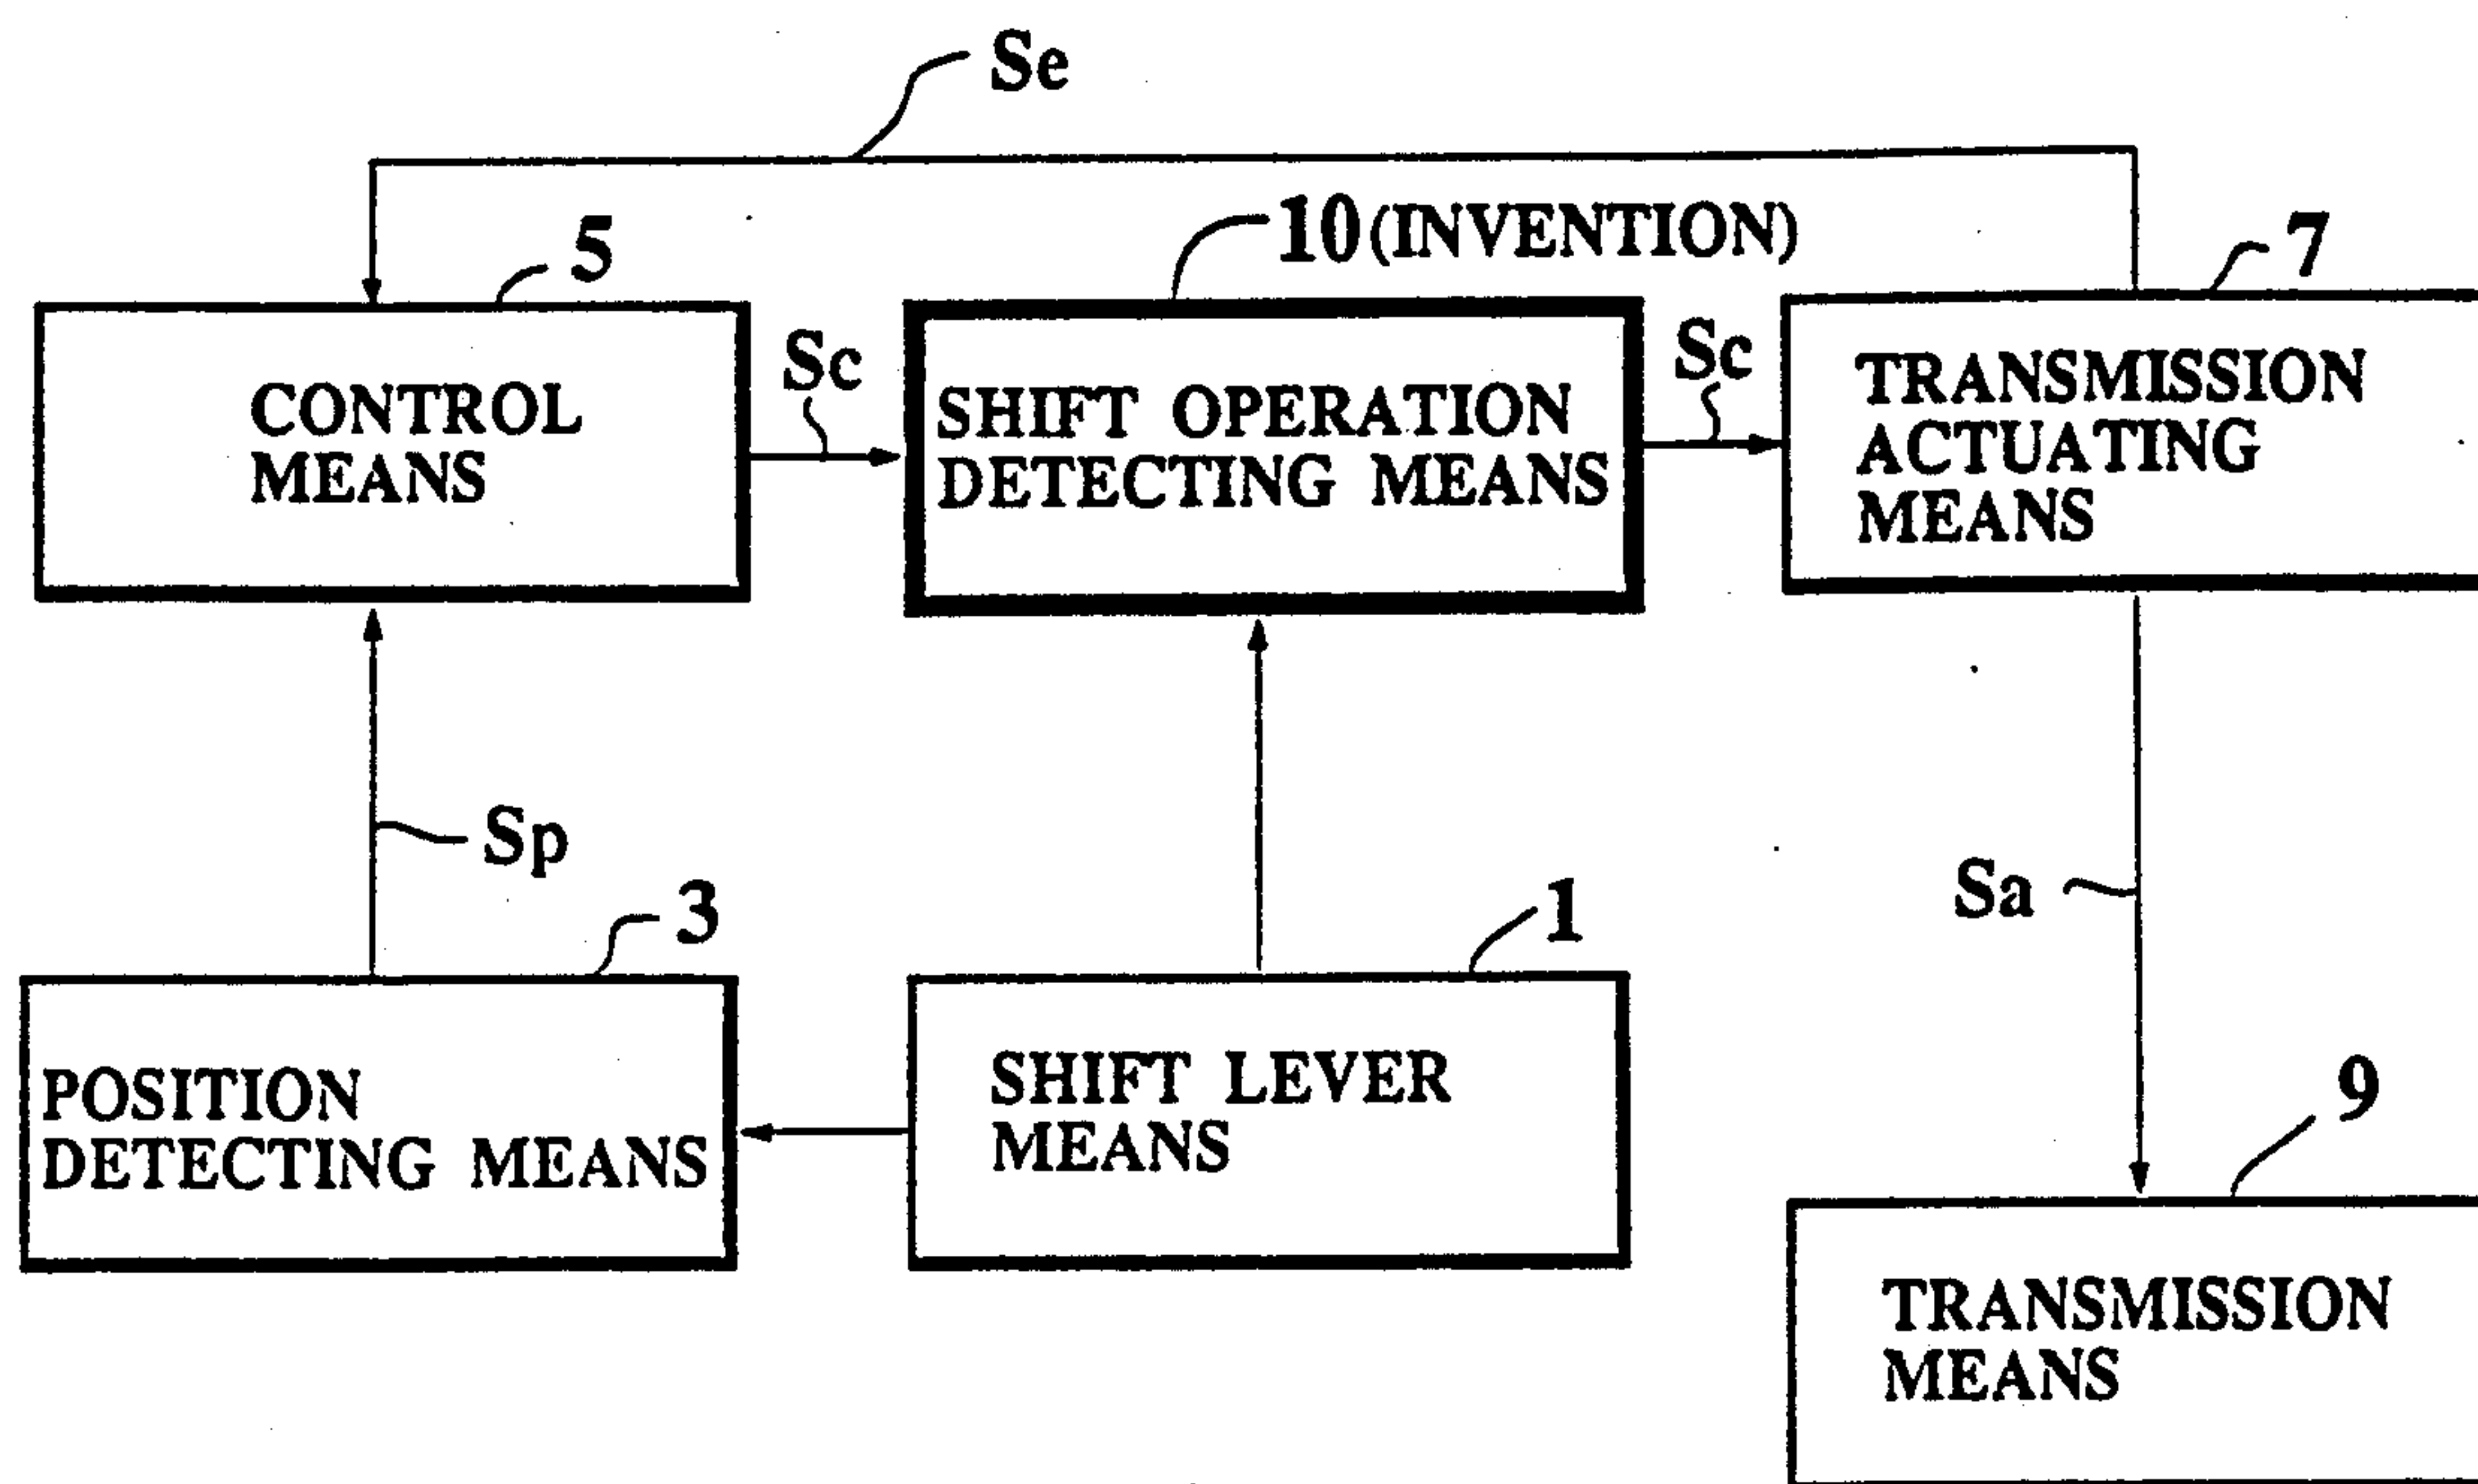 Se
10 (INVENTION)
5
7
Sc
Sc
CONTROL
MEANS
SHIFT OPERATION
DETECTING MEANS
TRANSMISSION
ACTUATING
MEANS
Sp
Sa
3
1
9
POSITION
DETECTING MEANS
SHIFT LEVER
MEANS
TRANSMISSION
MEANS